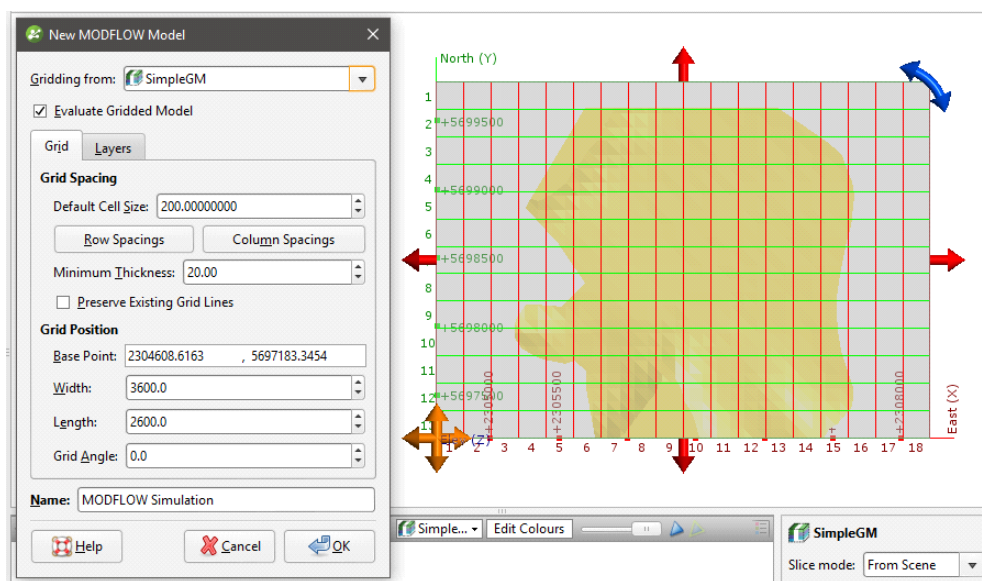 New MODFLOW Model
Gridding from: SimpleGM
Evaluate Gridded Model
Grid Layers
Grid Spacing
Default Cell Size: 200.00000000
Row Spacings Column Spacings
Minimum Thickness: 20.00
Preserve Existing Grid Lines
Grid Position
Base Point: 2304608.6163 , 5697183.3454
Width: 3600.0
Length: 2600.0
Grid Angle: 0.0
Name: MODFLOW Simulation
Help Cancel OK
North (Y)
1
2 +5699500
3
4
+5699000
5
6
+5698500
8
9
+5698000
10
11
12 +5697500
(Z)
+2305000
+2305500
+2308000
East (X)
1 2 3 4 5 6 7 8 9 10 11 12 13 14 15 16 17 18
Simple... Edit Colours
SimpleGM
Slice mode: From Scene